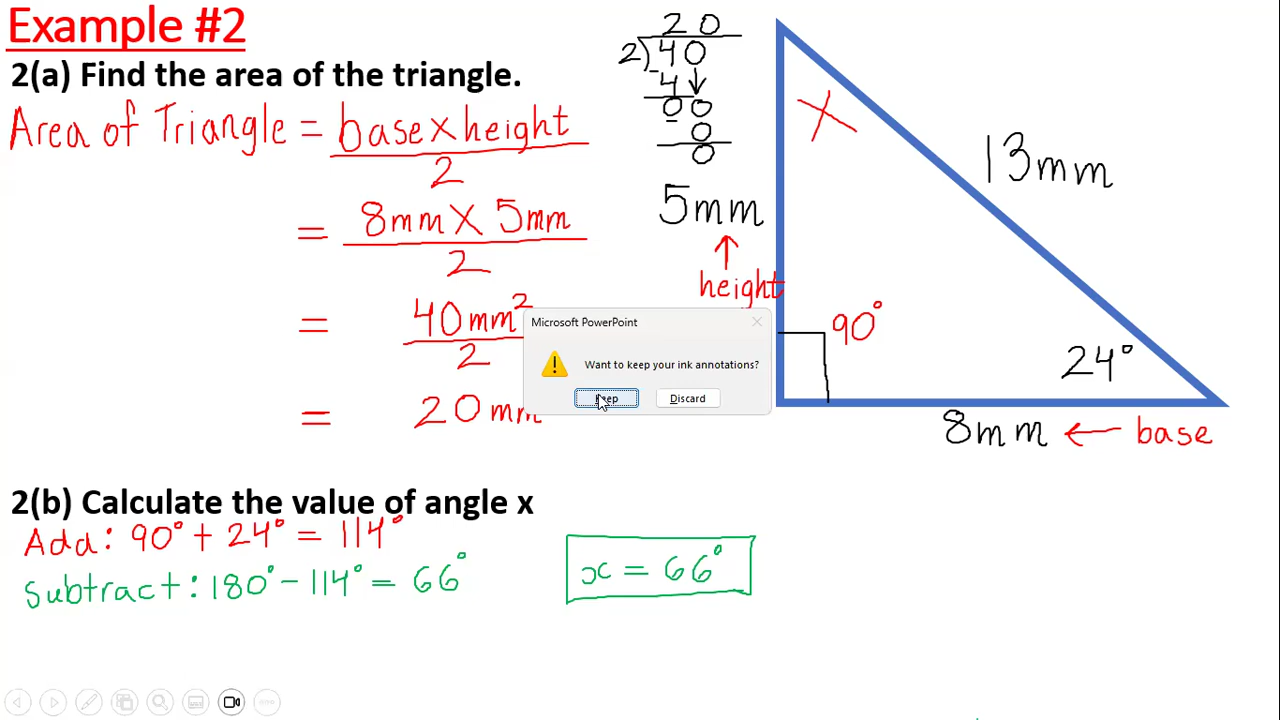 Example #2
2(a) Find the area of the triangle.
Area of Triangle = base x height
2
= 8mm X 5mm
2
= 40mm²
2
= 20mm
20
2)40
4
00
0
0
X
13mm
5mm
↑
height
90°
24°
8mm ← base
Microsoft PowerPoint
Want to keep your ink annotations?
Keep Discard
2(b) Calculate the value of angle x
Add: 90° + 24° = 114°
Subtract: 180° - 114° = 66°
x = 66°